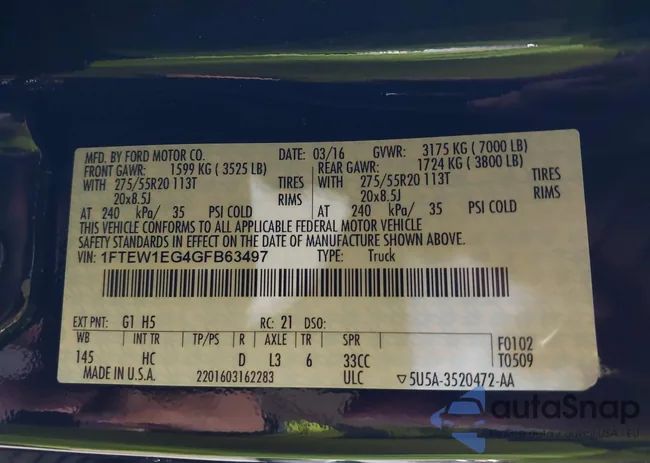 MFD. BY FORD MOTOR CO. DATE: 03/16 GVWR: 3175 KG ( 7000 LB)
FRONT GAWR: 1599 KG ( 3525 LB) REAR GAWR: 1724 KG ( 3800 LB)
WITH 275/55R20 113T TIRES WITH 275/55R20 113T TIRES
20x8.5J RIMS 20x8.5J RIMS
AT 240 kPa/ 35 PSI COLD AT 240 kPa/ 35 PSI COLD
THIS VEHICLE CONFORMS TO ALL APPLICABLE FEDERAL MOTOR VEHICLE
SAFETY STANDARDS IN EFFECT ON THE DATE OF MANUFACTURE SHOWN ABOVE.
VIN: 1FTEW1EG4GFB63497 TYPE: Truck
EXT PNT: G1 H5 RC: 21 DSO:
WB INT TR TP/PS R AXLE TR SPR F0102
145 HC D L3 6 33CC T0509
MADE IN U.S.A. 2201603162283 ULC ▽5U5A-3520472-AA
autoSnap